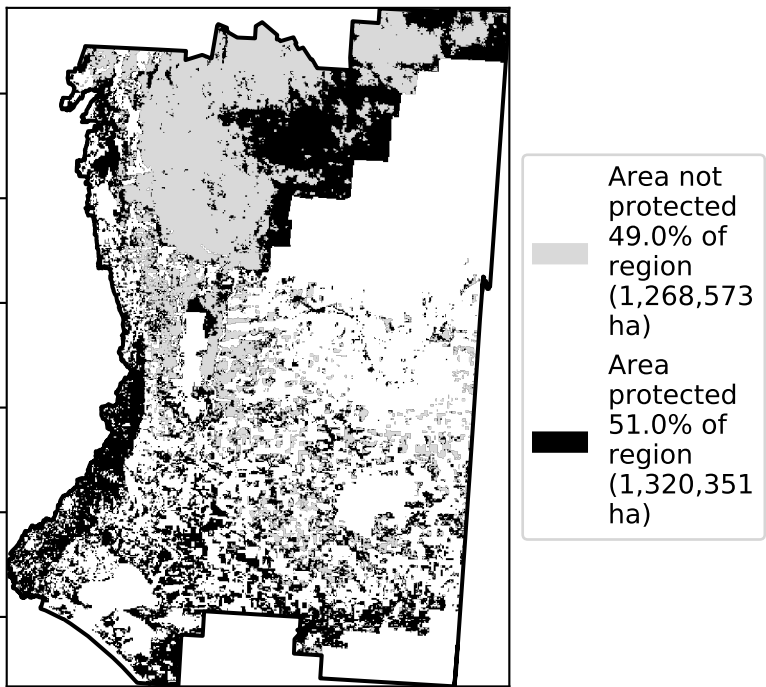 Area not
protected
49.0% of
region
(1,268,573
ha)
Area
protected
51.0% of
region
(1,320,351
ha)